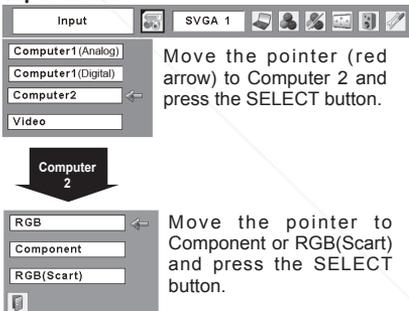 Input SVGA 1
Computer1(Analog)
Computer1(Digital)
Computer2
Video
Move the pointer (red
arrow) to Computer 2 and
press the SELECT button.
Computer
2
RGB
Component
RGB(Scart)
Move the pointer to
Component or RGB(Scart)
and press the SELECT
button.